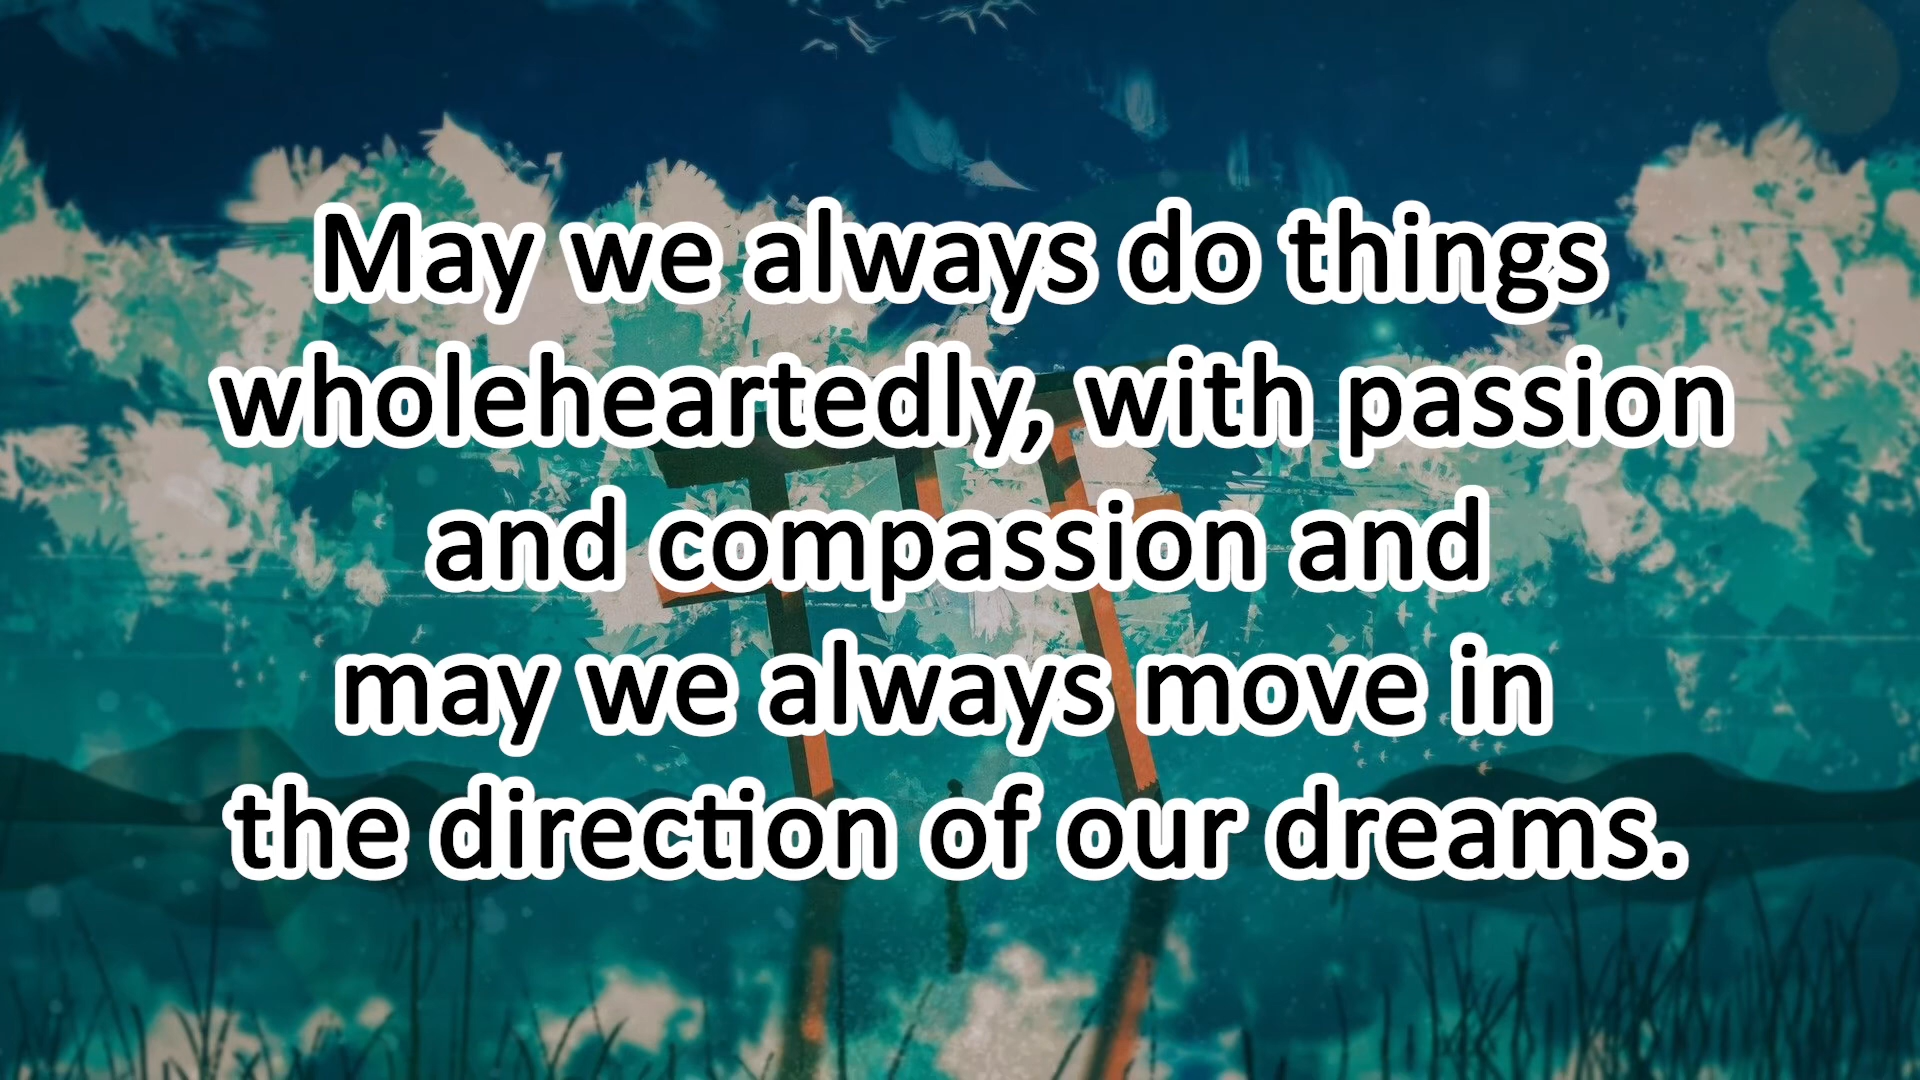 May we always do things
wholeheartedly, with passion
and compassion and
may we always move in
the direction of our dreams.